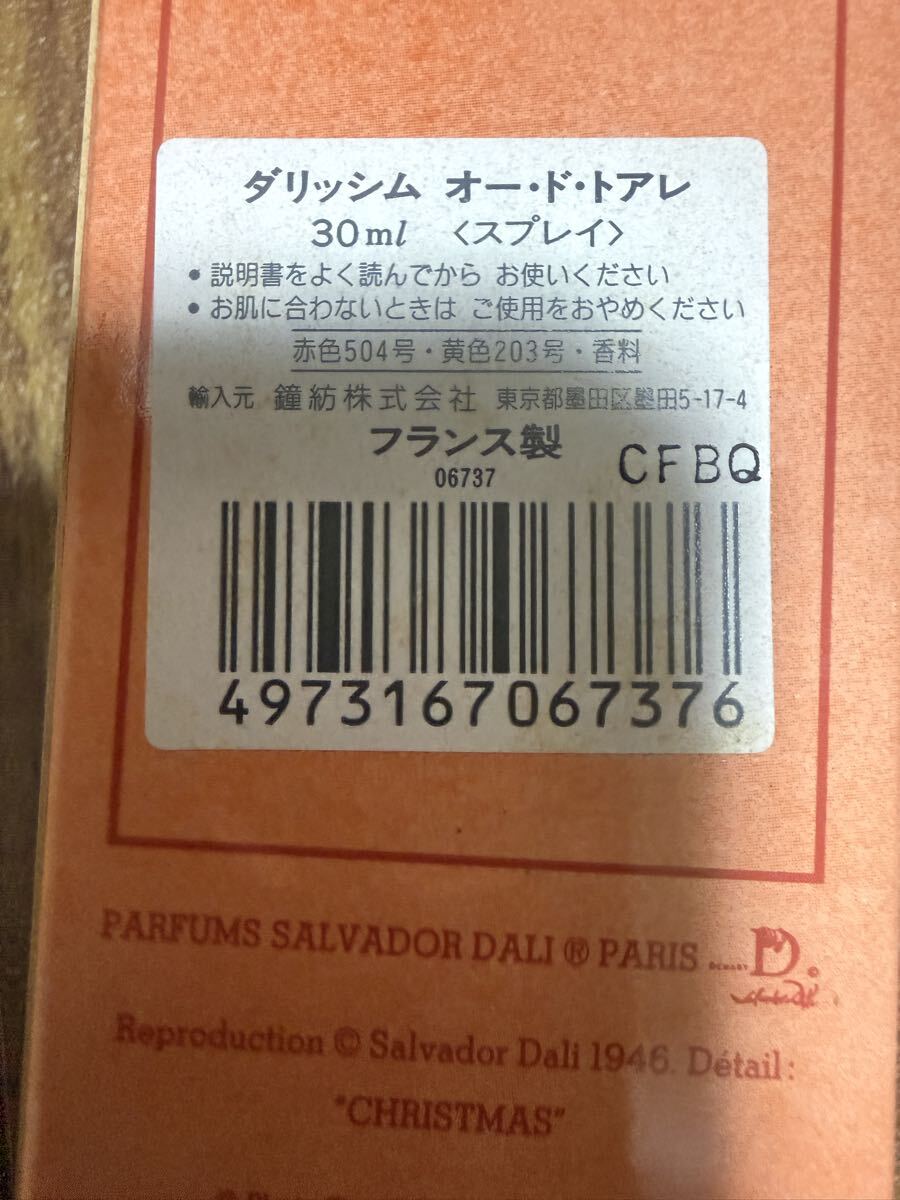 ダリッシム オー・ド・トアレ
30ml 〈スプレイ〉
• 説明書をよく読んでから お使いください
• お肌に合わないときは ご使用をおやめください
赤色504号・黄色203号・香料
輸入元 鐘紡株式会社 東京都墨田区墨田5-17-4
フランス製
CFBQ
06737
4973167067376
PARFUMS SALVADOR DALI ® PARIS
D.
Reproduction © Salvador Dali 1946. Détail:
"CHRISTMAS"